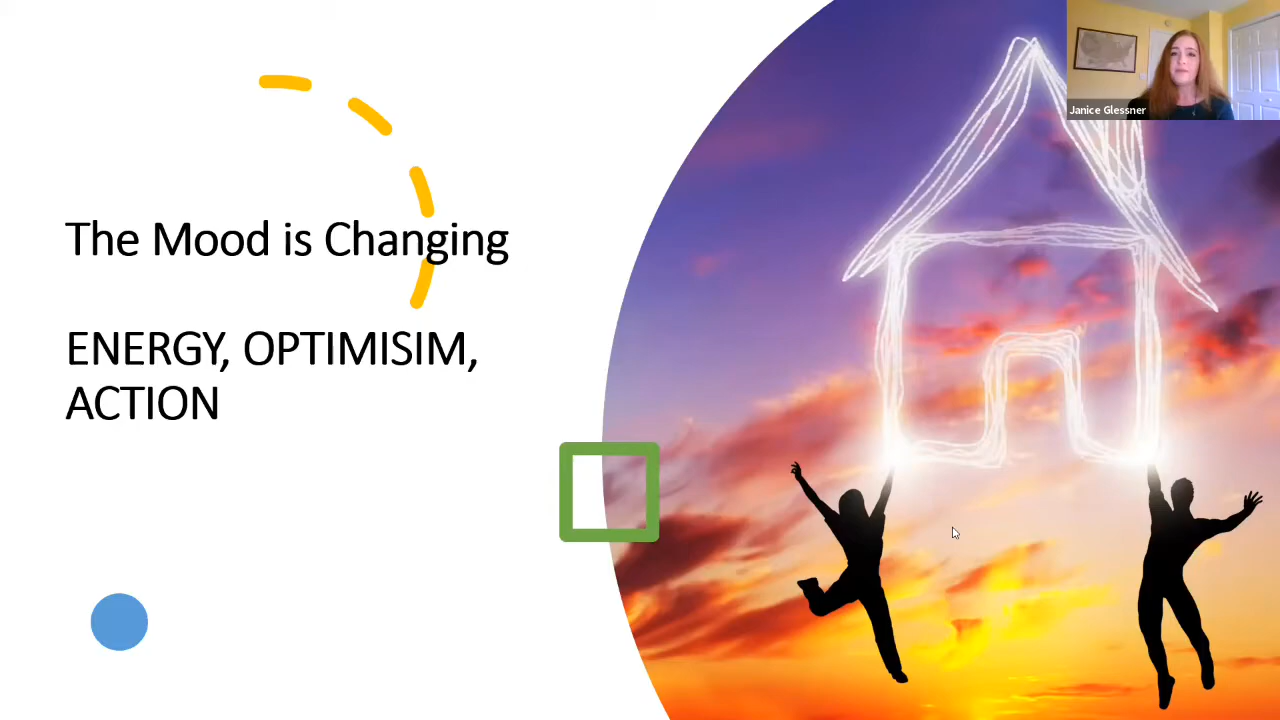 The Mood is Changing
ENERGY, OPTIMISIM,
ACTION
Janice Glessner